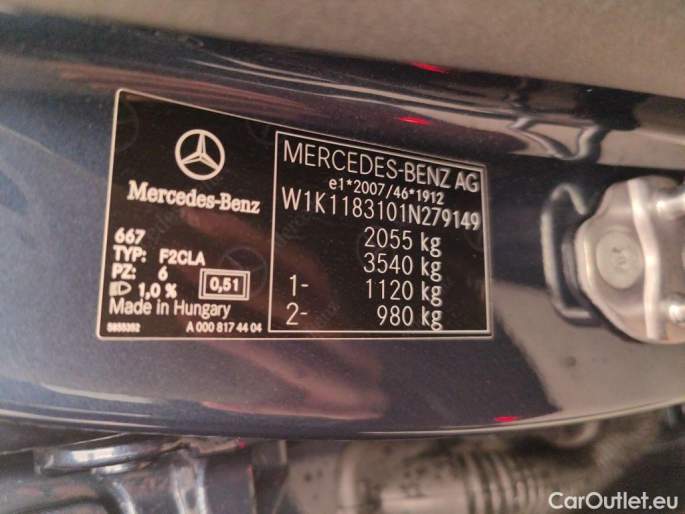 Mercedes-Benz
667
TYP: F2CLA
PZ: 6
1,0 % 0,51
Made in Hungary
A 000 817 44 04
MERCEDES-BENZ AG
e1*2007/46*1912
W1K1183101N279149
2055 kg
3540 kg
1- 1120 kg
2- 980 kg
CarOutlet.eu